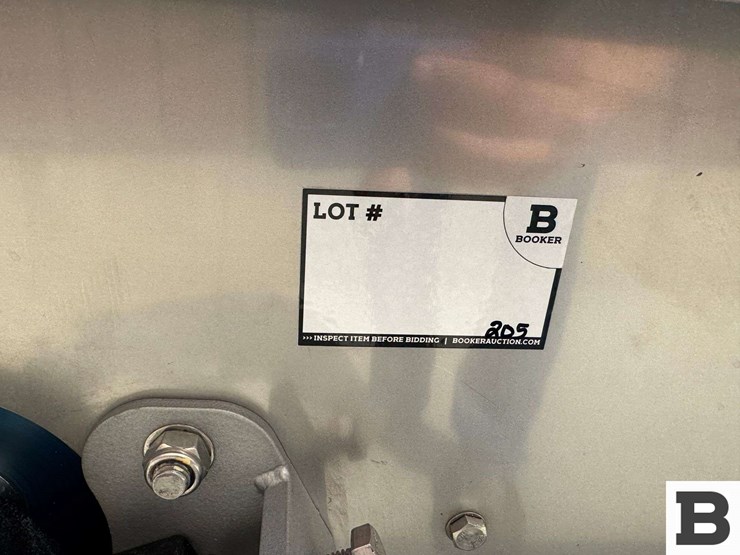 LOT #
B
BOOKER
205
››› INSPECT ITEM BEFORE BIDDING | BOOKERAUCTION.COM
B